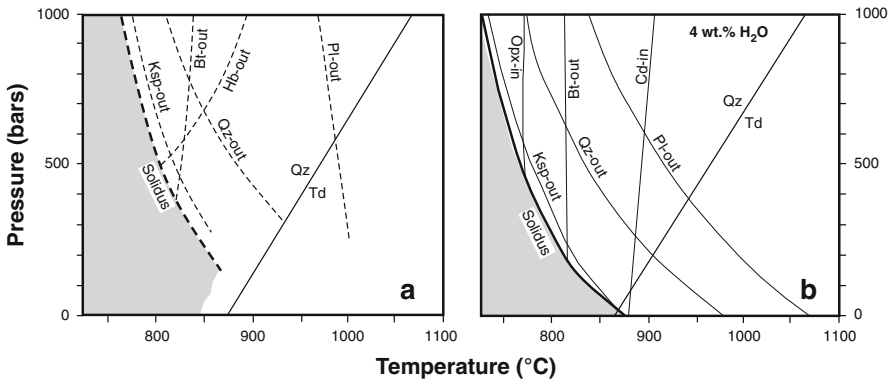 1000
500
0
Pressure (bars)
800
900
1000
1100
Ksp-out
Bt-out
Hb-out
Qz-out
Pl-out
Solidus
Qz
Td
a
4 wt.% H₂O
Opx-in
Bt-out
Cd-in
Qz
Td
Ksp-out
Qz-out
Pl-out
Solidus
b
1000
500
0
800
900
1000
1100
Temperature (°C)